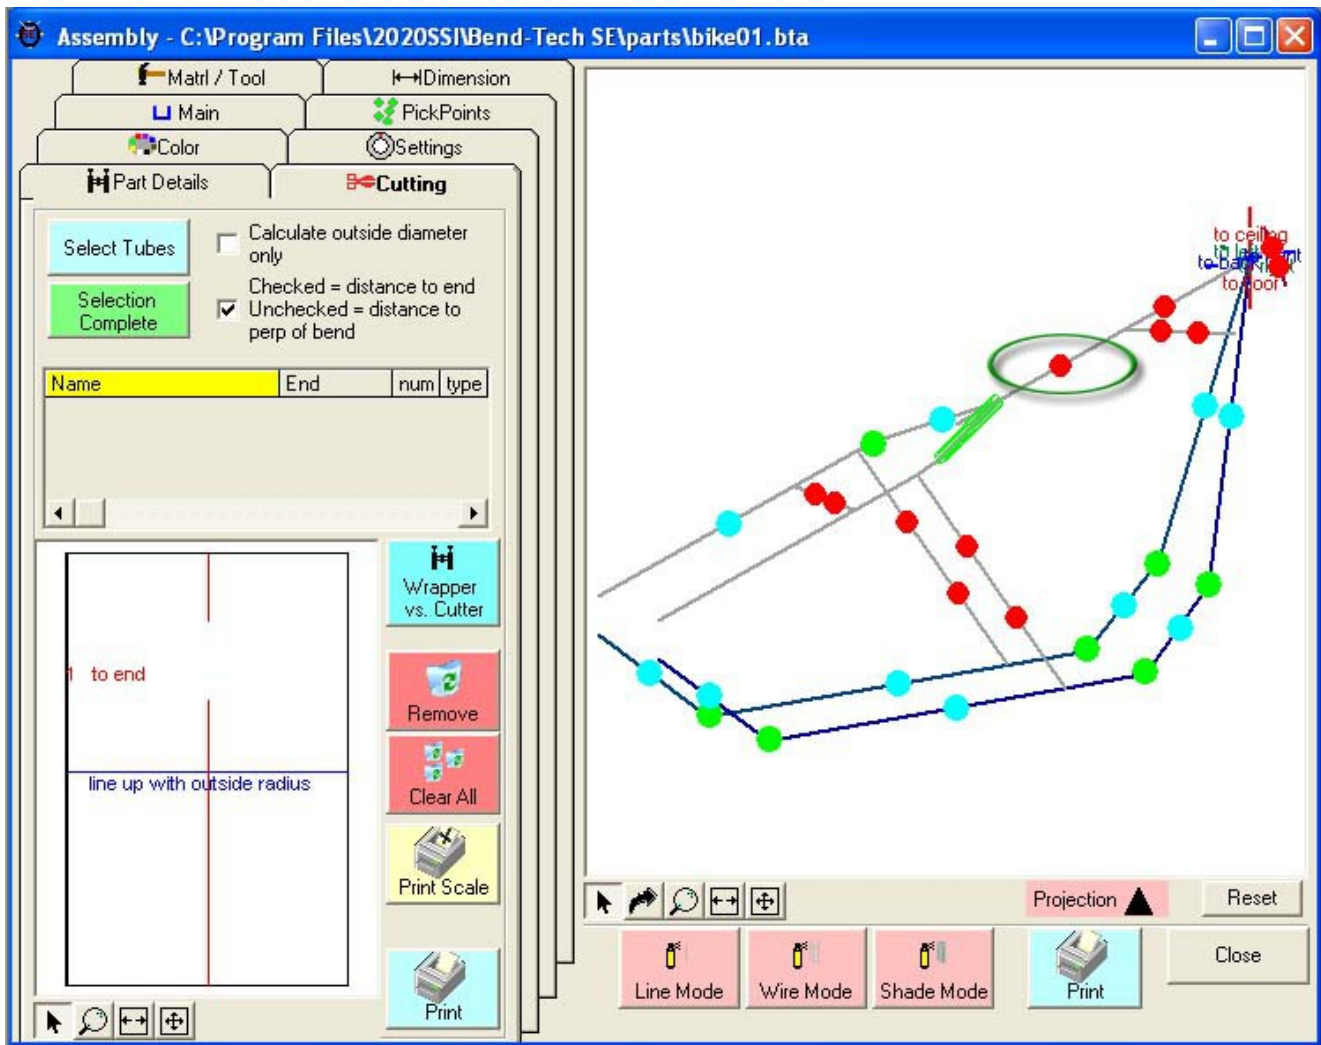 Assembly - C:\Program Files\2020SSI\Bend-Tech SE\parts\bike01.bta
Matrl / Tool
Dimension
Main
PickPoints
Color
Settings
Part Details
Cutting
Select Tubes
Calculate outside diameter
only
Selection
Complete
Checked = distance to end
Unchecked = distance to
perp of bend
Name
End
num
type
1 to end
line up with outside radius
Wrapper
vs. Cutter
Remove
Clear All
Print Scale
Print
to ceiling
to floor
Projection
Reset
Line Mode
Wire Mode
Shade Mode
Print
Close